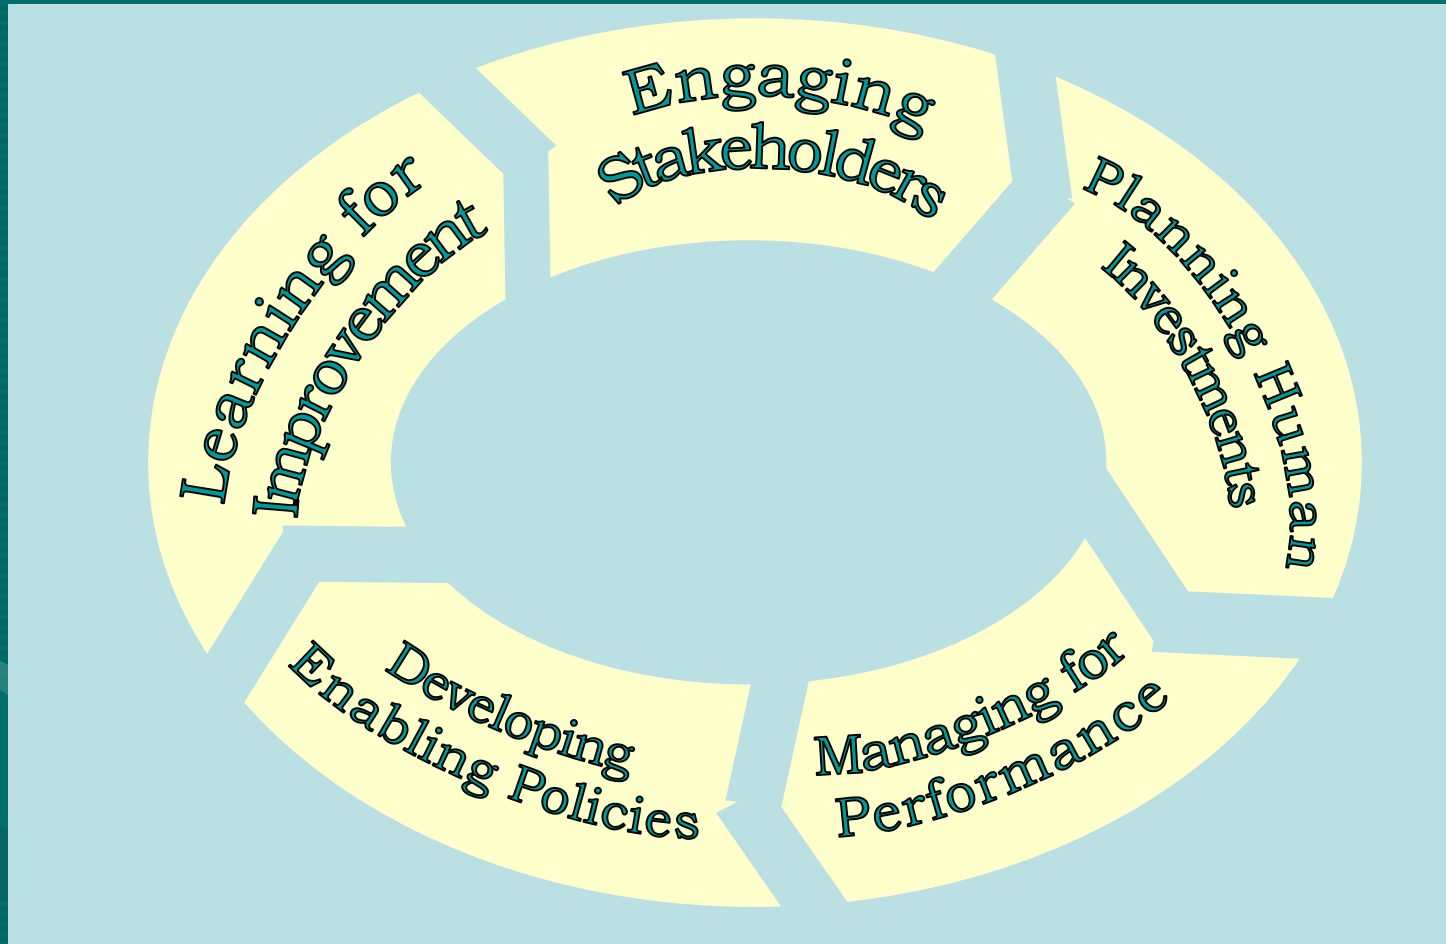 Engaging
Stakeholders
Planning Human
Investments
Managing for
Performance
Developing
Enabling Policies
Learning for
Improvement